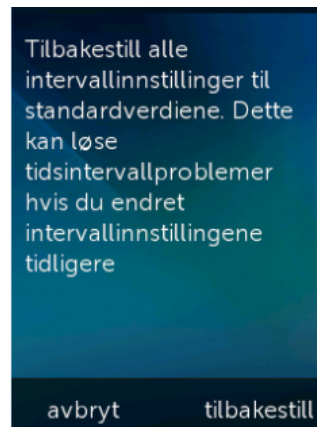 Tilbakestill alle
intervallinnstillinger til
standardverdiene. Dette
kan løse
tidsintervallproblemer
hvis du endret
intervallinnstillingene
tidligere
avbryt tilbakestill